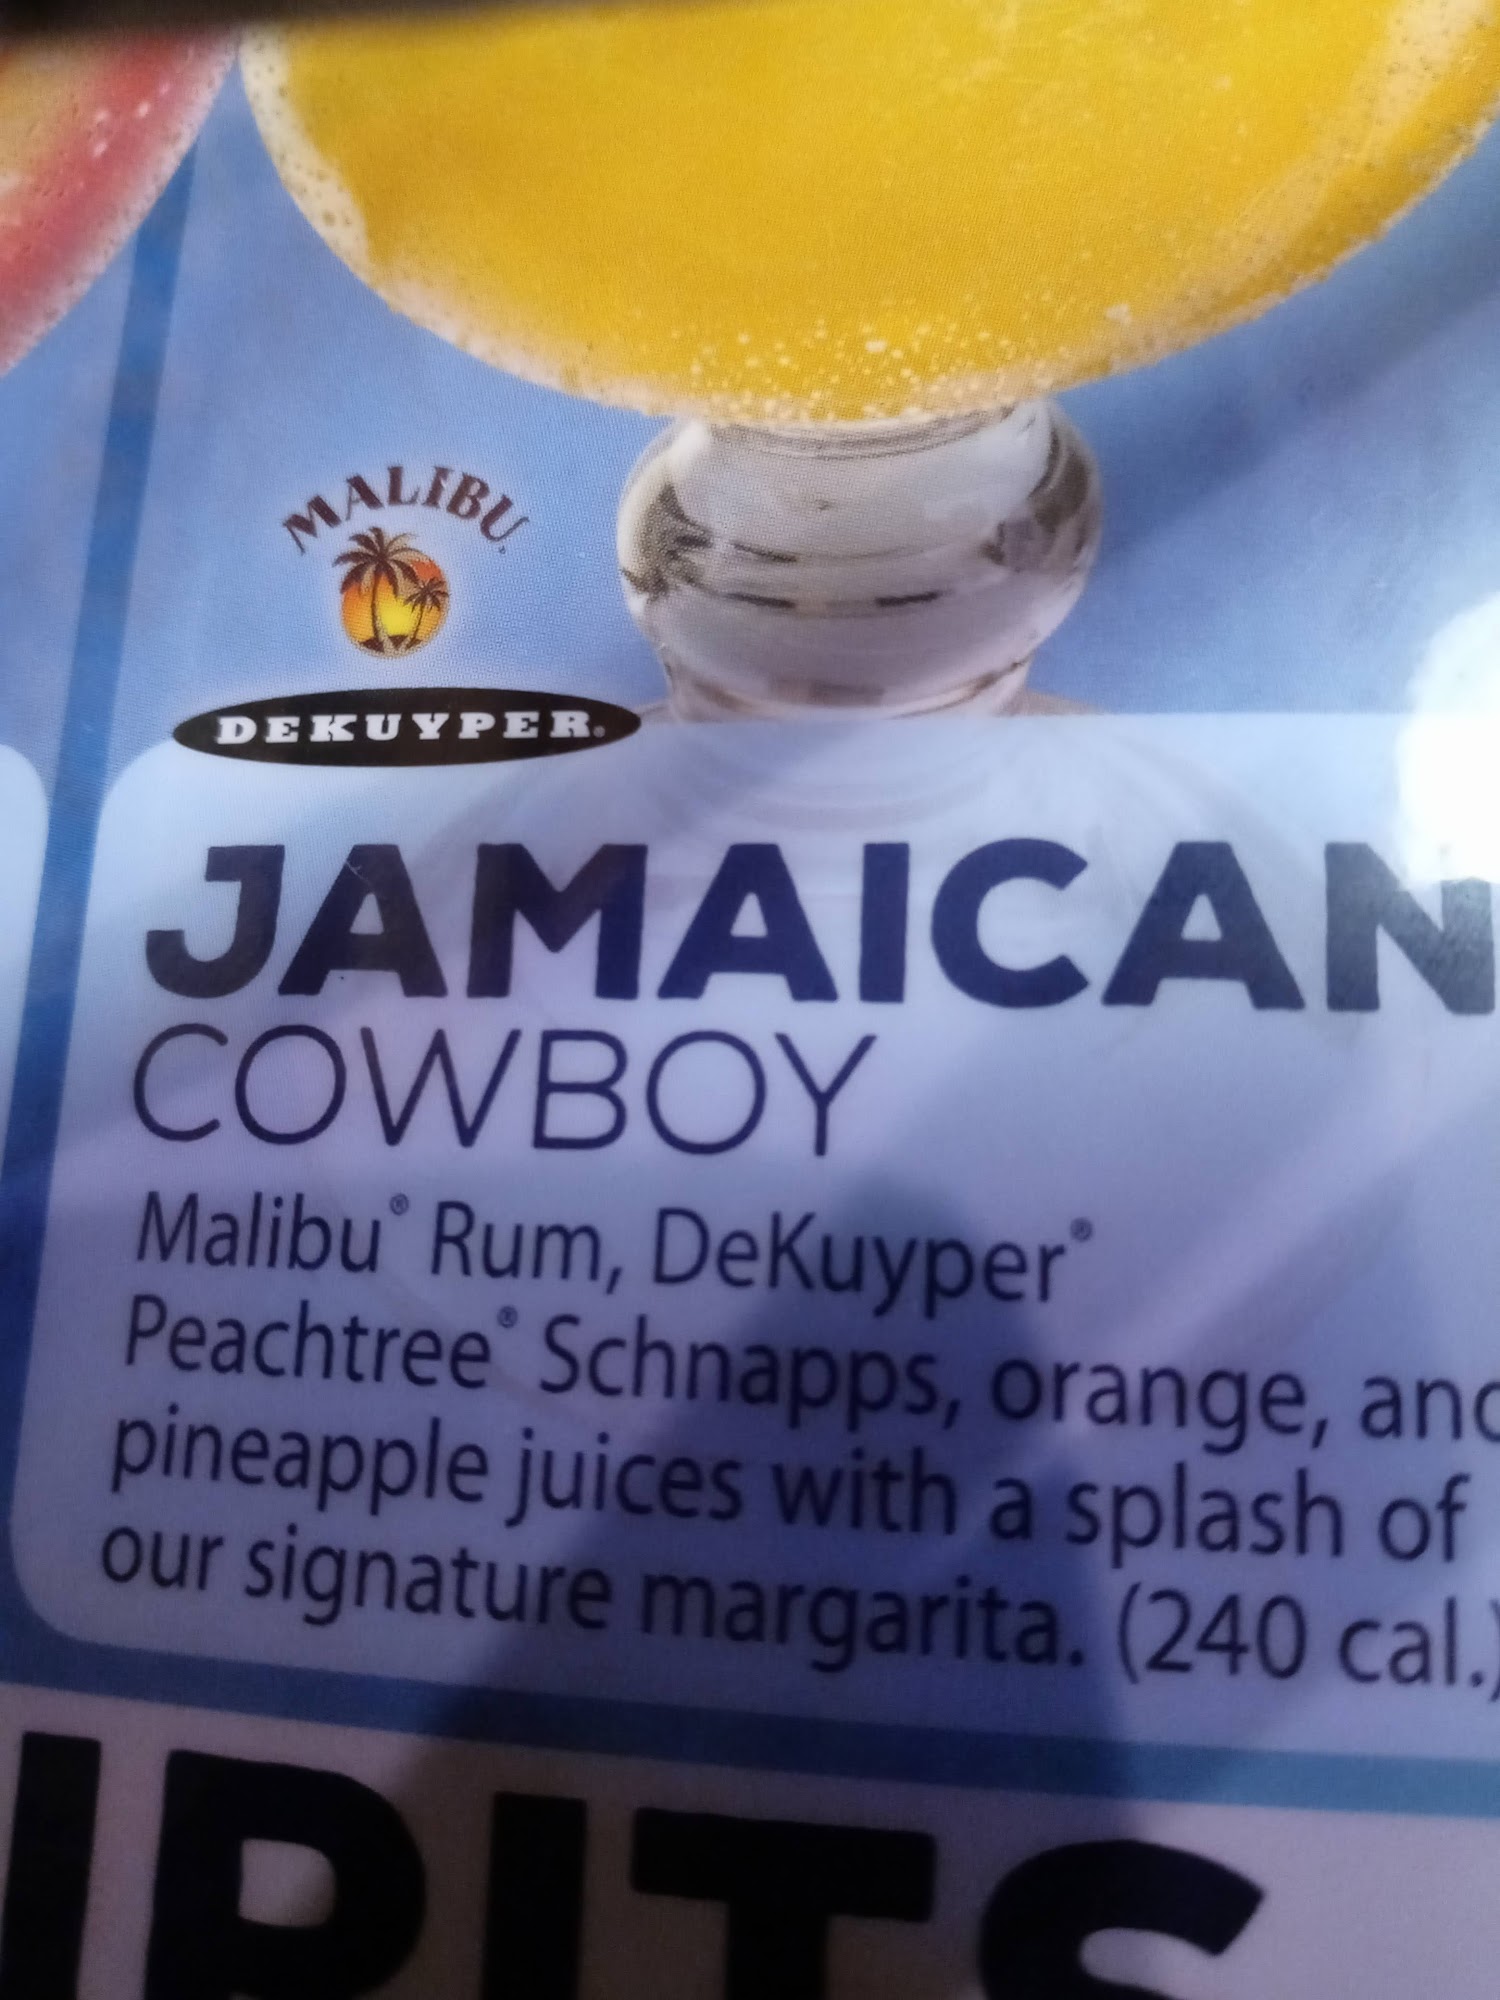 MALIBU.
DEKUYPER®
JAMAICAN
COWBOY
Malibu® Rum, DeKuyper®
Peachtree® Schnapps, orange, and
pineapple juices with a splash of
our signature margarita. (240 cal.)